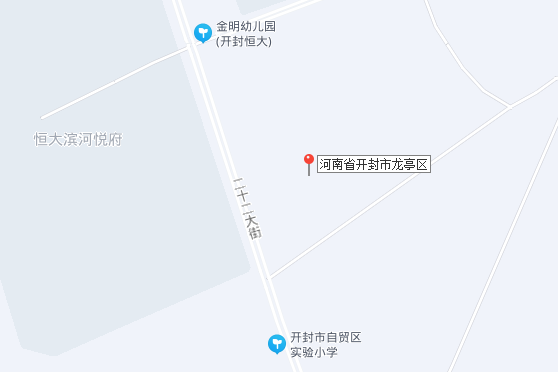 金明幼儿园
(开封恒大)
恒大滨河悦府
河南省开封市龙亭区
二十二大街
开封市自贸区
实验小学